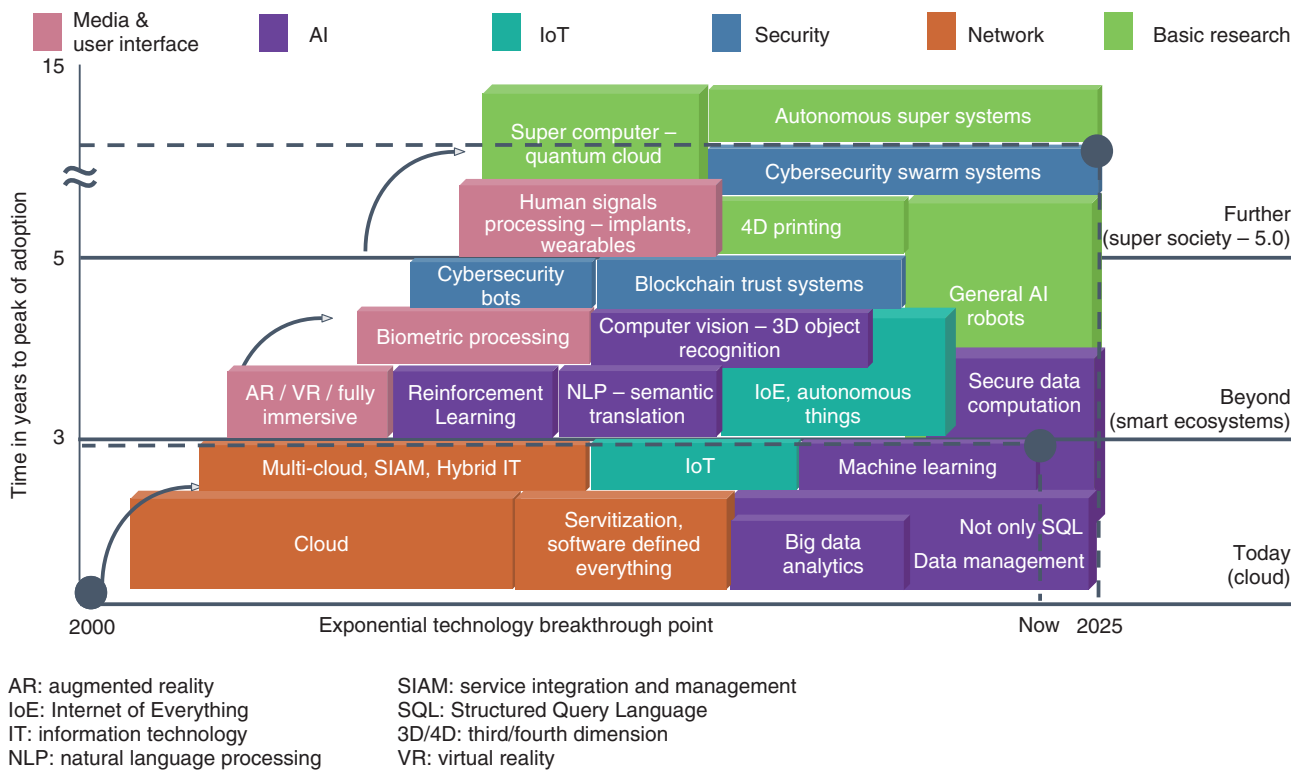 Media &
user interface
AI
IoT
Security
Network
Basic research
15
Autonomous super systems
Super computer –
quantum cloud
Cybersecurity swarm systems
Human signals
processing – implants,
wearables
4D printing
Further
(super society – 5.0)
5
Cybersecurity
bots
Blockchain trust systems
General AI
robots
Biometric processing
Computer vision – 3D object
recognition
AR / VR / fully
immersive
Reinforcement
Learning
NLP – semantic
translation
IoE, autonomous
things
Secure data
computation
Beyond
(smart ecosystems)
3
Multi-cloud, SIAM, Hybrid IT
IoT
Machine learning
Cloud
Servitization,
software defined
everything
Big data
analytics
Not only SQL
Data management
Today
(cloud)
Time in years to peak of adoption
2000
Exponential technology breakthrough point
Now
2025
AR: augmented reality
IoE: Internet of Everything
IT: information technology
NLP: natural language processing
SIAM: service integration and management
SQL: Structured Query Language
3D/4D: third/fourth dimension
VR: virtual reality